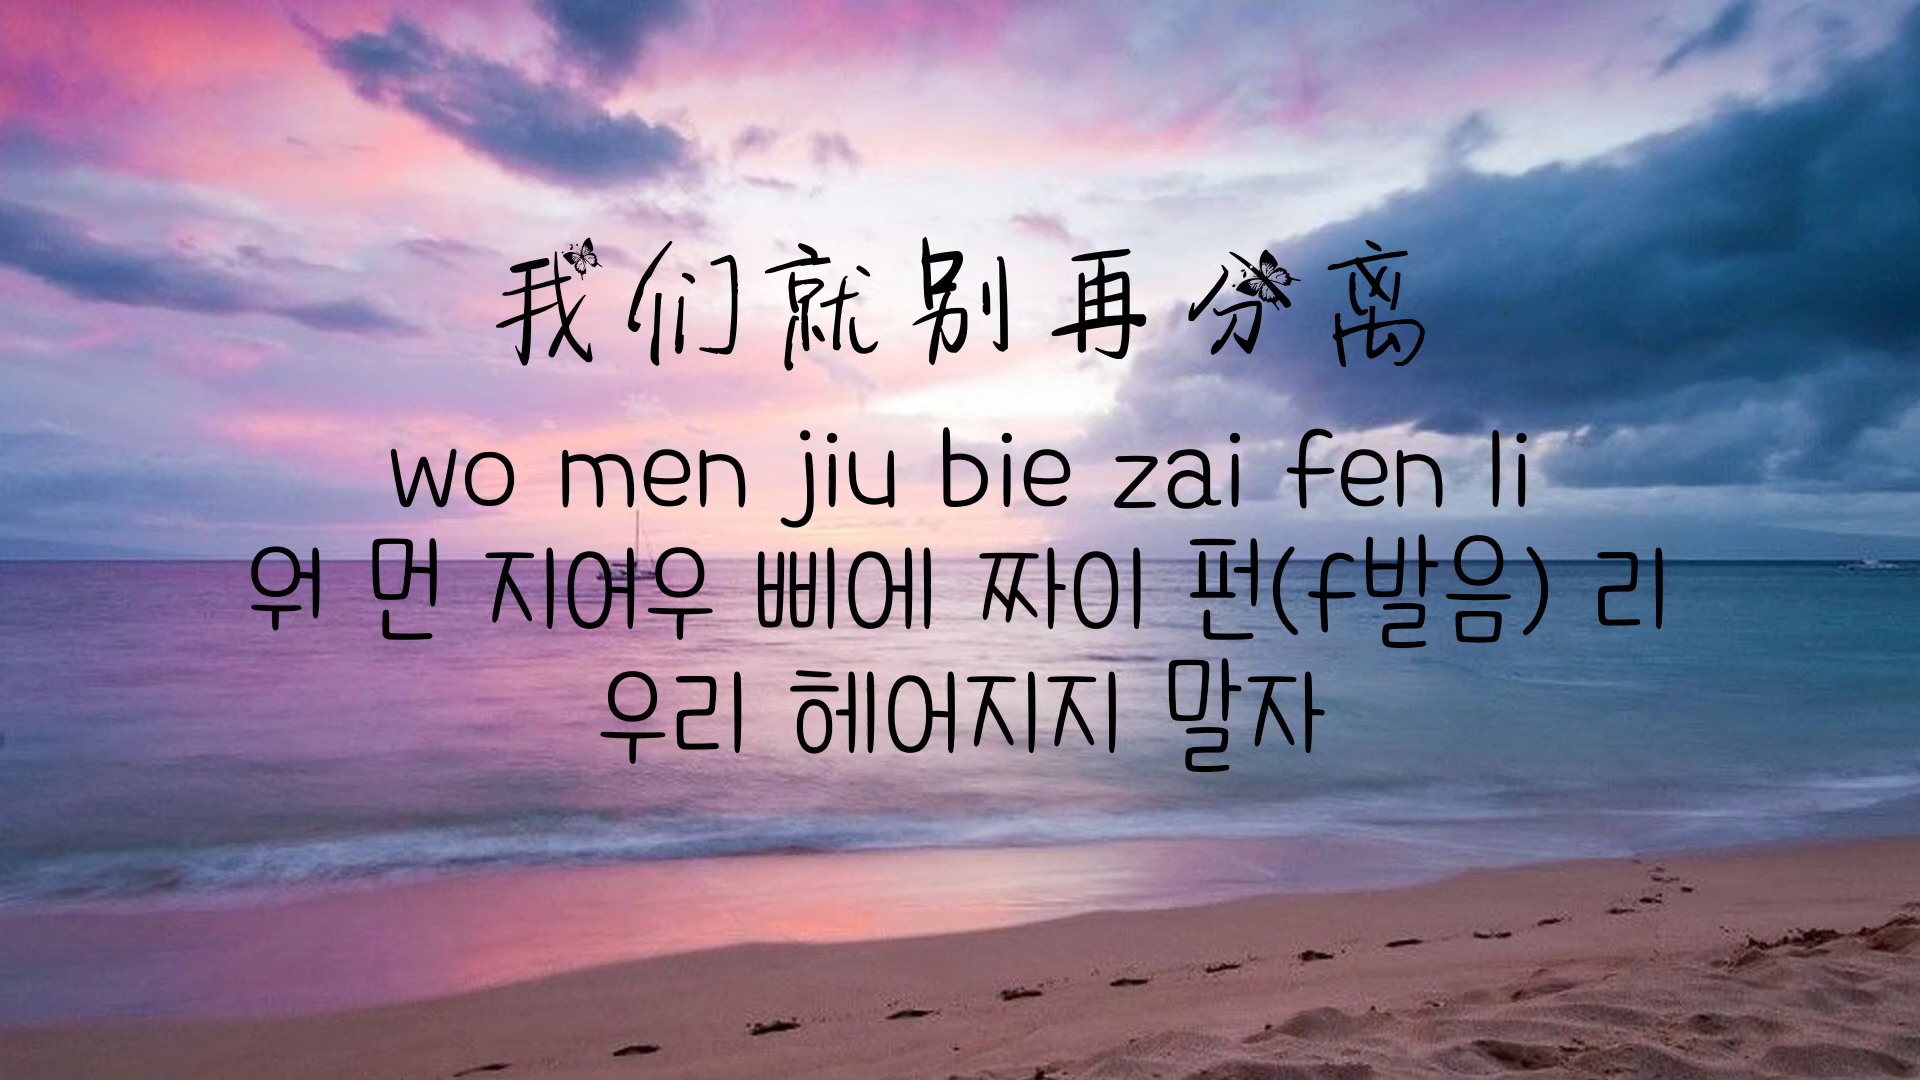 我们就别再分离
wo men jiu bie zai fen li
워 먼 지어우 삐에 짜이 펀(f발음) 리
우리 헤어지지 말자